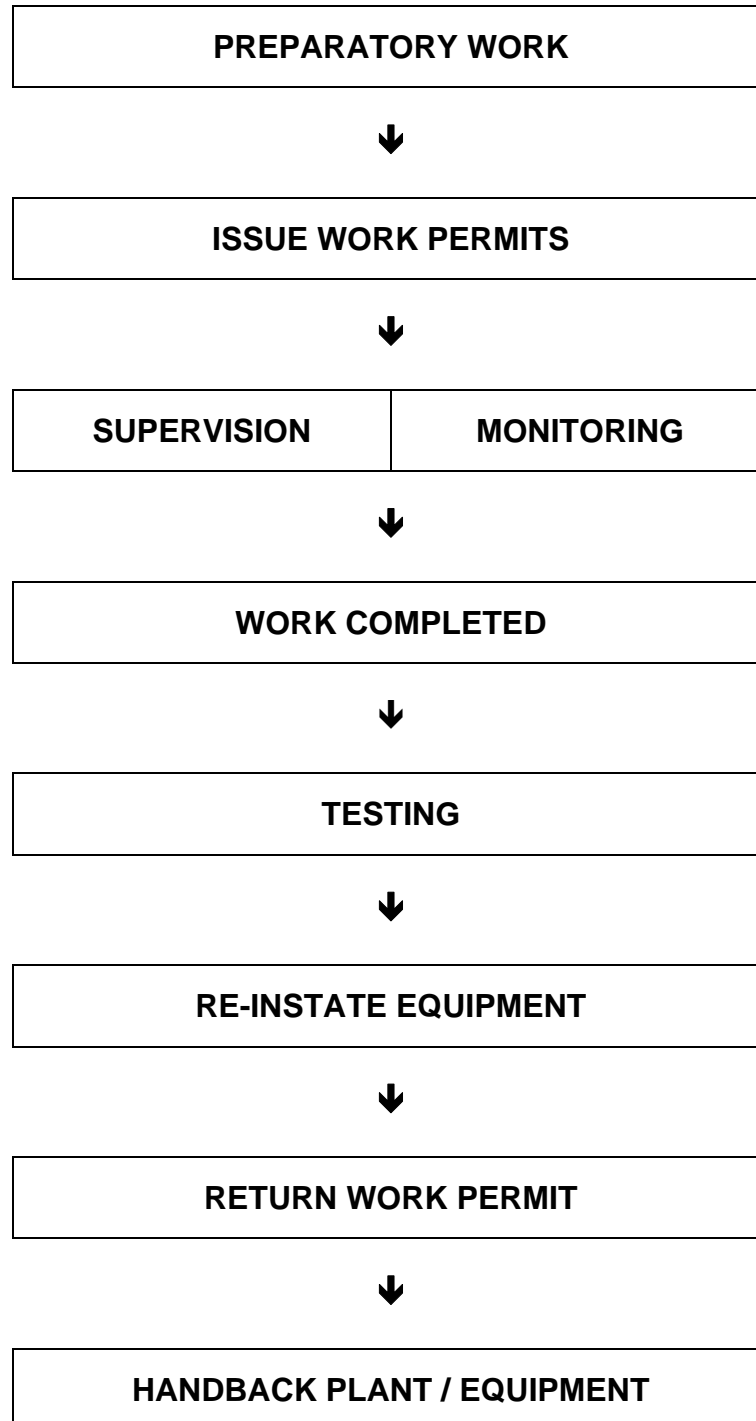 PREPARATORY WORK
ISSUE WORK PERMITS
SUPERVISION MONITORING
WORK COMPLETED
TESTING
RE-INSTATE EQUIPMENT
RETURN WORK PERMIT
HANDBACK PLANT / EQUIPMENT